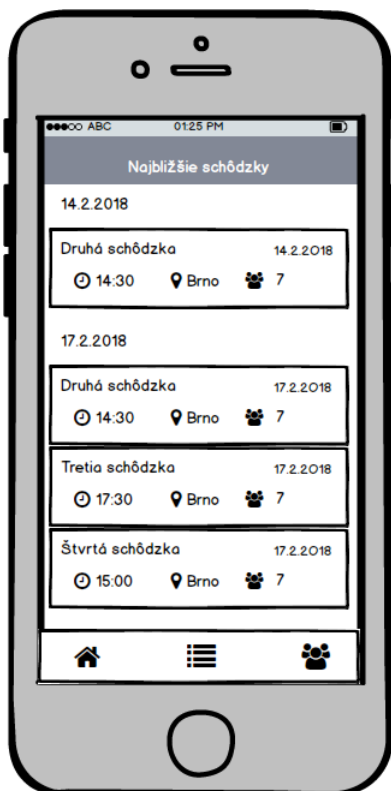 ABC 01:25 PM
Najbližšie schôdzky
14.2.2018
Druhá schôdzka 14.2.2018
14:30 Brno 7
17.2.2018
Druhá schôdzka 17.2.2018
14:30 Brno 7
Tretia schôdzka 17.2.2018
17:30 Brno 7
Štvrtá schôdzka 17.2.2018
15:00 Brno 7